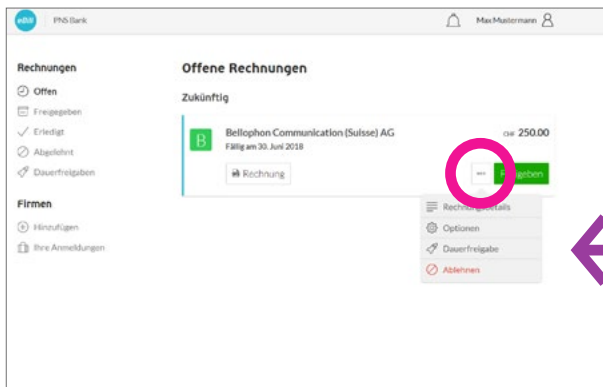 eBill PNS Bank Max Mustermann
Rechnungen
Offen
Freigegeben
Erledigt
Abgelehnt
Dauerfreigaben
Firmen
Hinzufügen
Ihre Anmeldungen
Offene Rechnungen
Zukünftig
B
Bellophon Communication (Suisse) AG CHF 250.00
Fällig am 30. Juni 2018
Rechnung
Rechnungsdetails
Optionen
Dauerfreigabe
Ablehnen